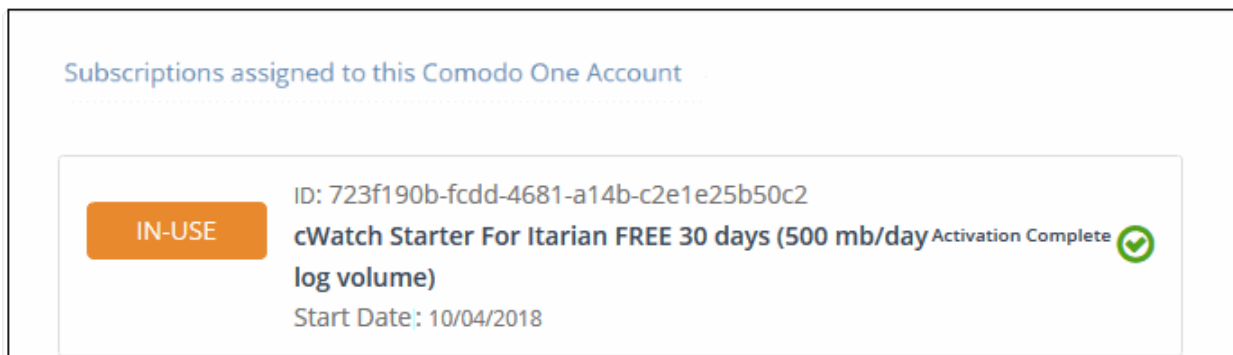 Subscriptions assigned to this Comodo One Account
IN-USE
ID: 723f190b-fcdd-4681-a14b-c2e1e25b50c2
cWatch Starter For Itarian FREE 30 days (500 mb/day
log volume)
Activation Complete
Start Date: 10/04/2018